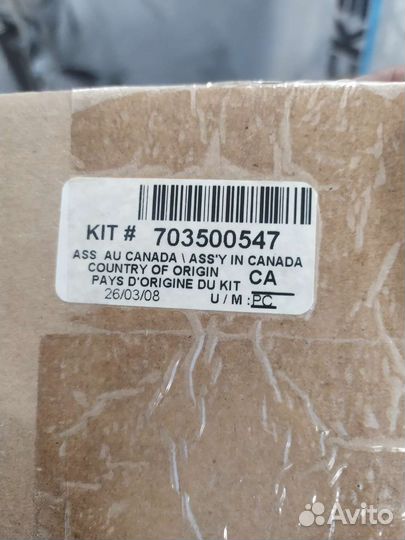 KIT # 703500547
ASS AU CANADA \ ASS'Y IN CANADA
COUNTRY OF ORIGIN CA
PAYS D'ORIGINE DU KIT
26/03/08 U / M : PC
Avito